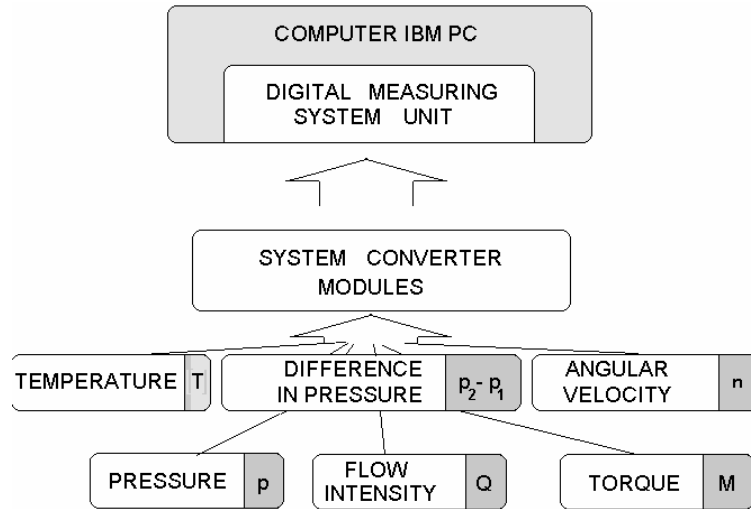 COMPUTER IBM PC
DIGITAL MEASURING
SYSTEM UNIT
SYSTEM CONVERTER
MODULES
TEMPERATURE T
DIFFERENCE
IN PRESSURE p₂- p₁
ANGULAR
VELOCITY n
PRESSURE p
FLOW
INTENSITY Q
TORQUE M